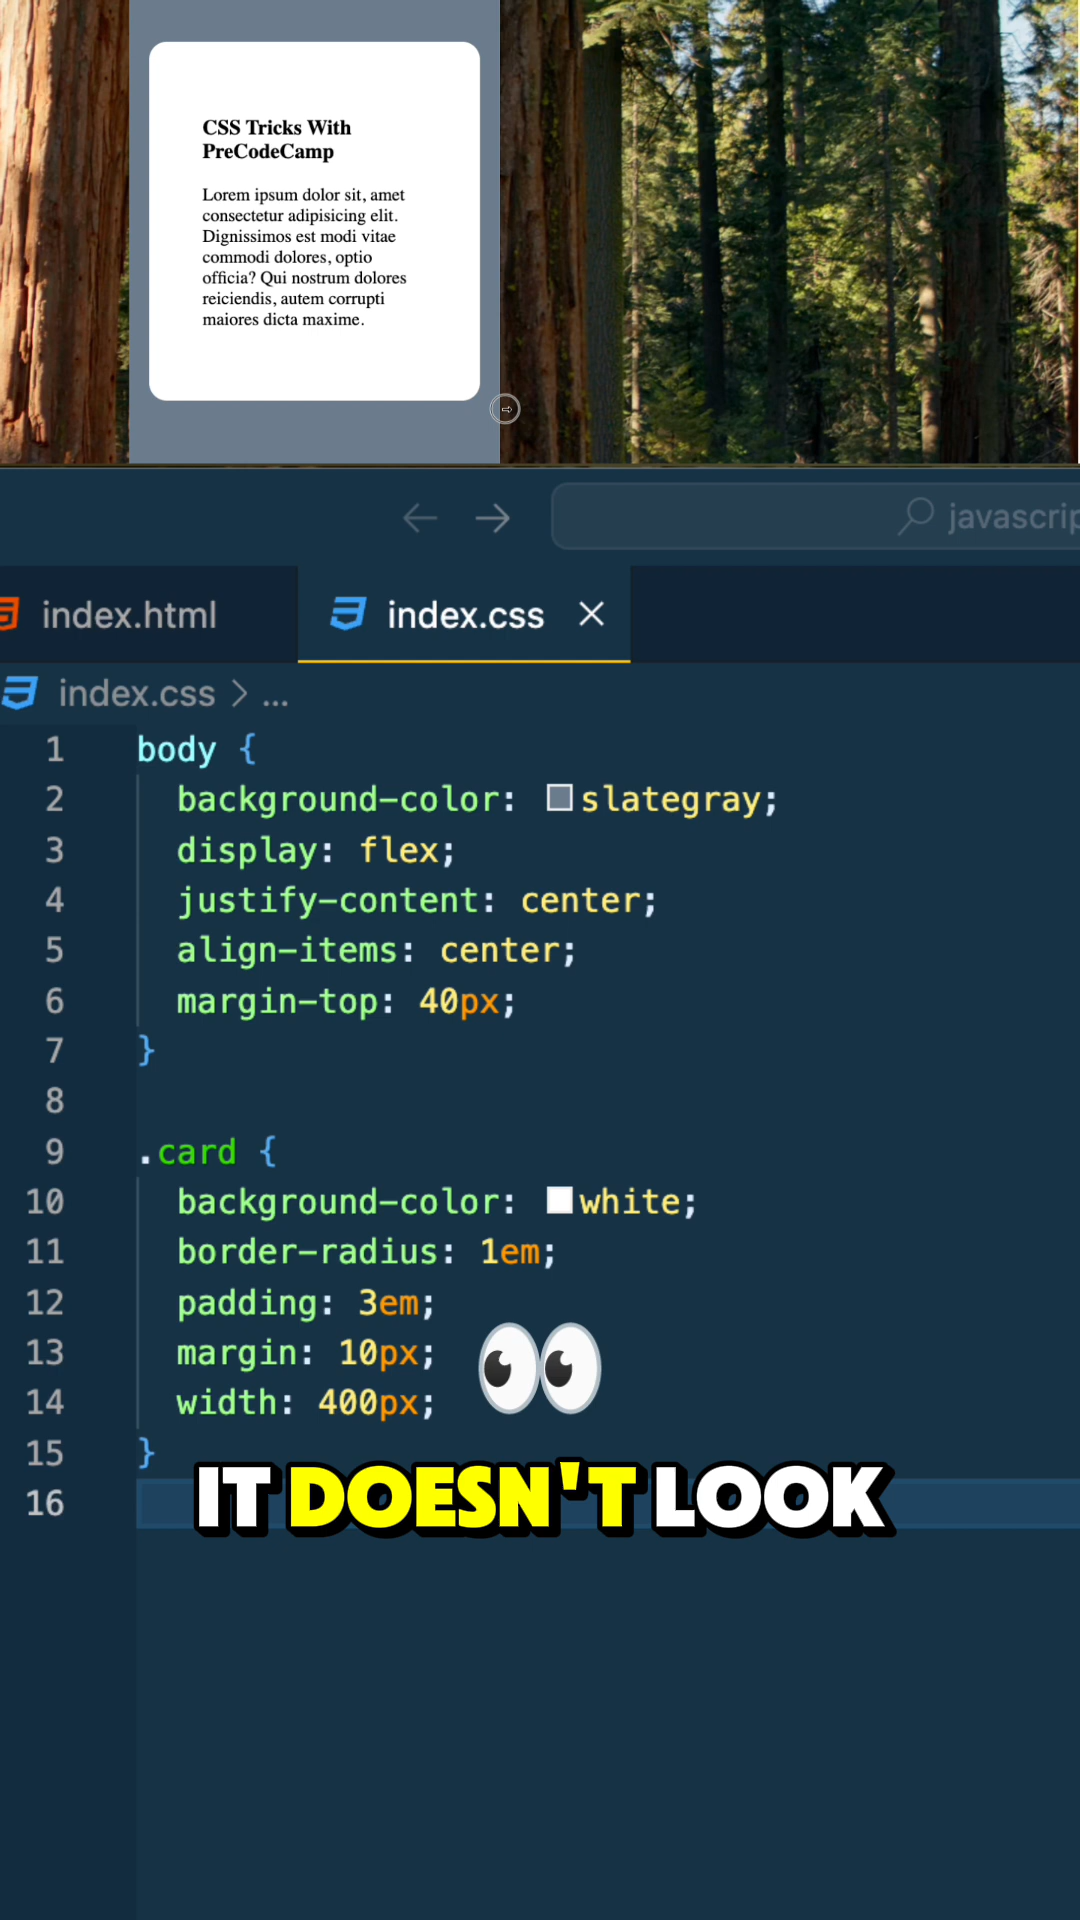 CSS Tricks With
PreCodeCamp
Lorem ipsum dolor sit, amet
consectetur adipisicing elit.
Dignissimos est modi vitae
commodi dolores, optio
officia? Qui nostrum dolores
reiciendis, autem corrupti
maiores dicta maxime.
javascrip
index.html
index.css
index.css > ...
1 body {
2 background-color: slategray;
3 display: flex;
4 justify-content: center;
5 align-items: center;
6 margin-top: 40px;
7 }
8
9 .card {
10 background-color: white;
11 border-radius: 1em;
12 padding: 3em;
13 margin: 10px;
14 width: 400px;
15 }
16
IT DOESN'T LOOK